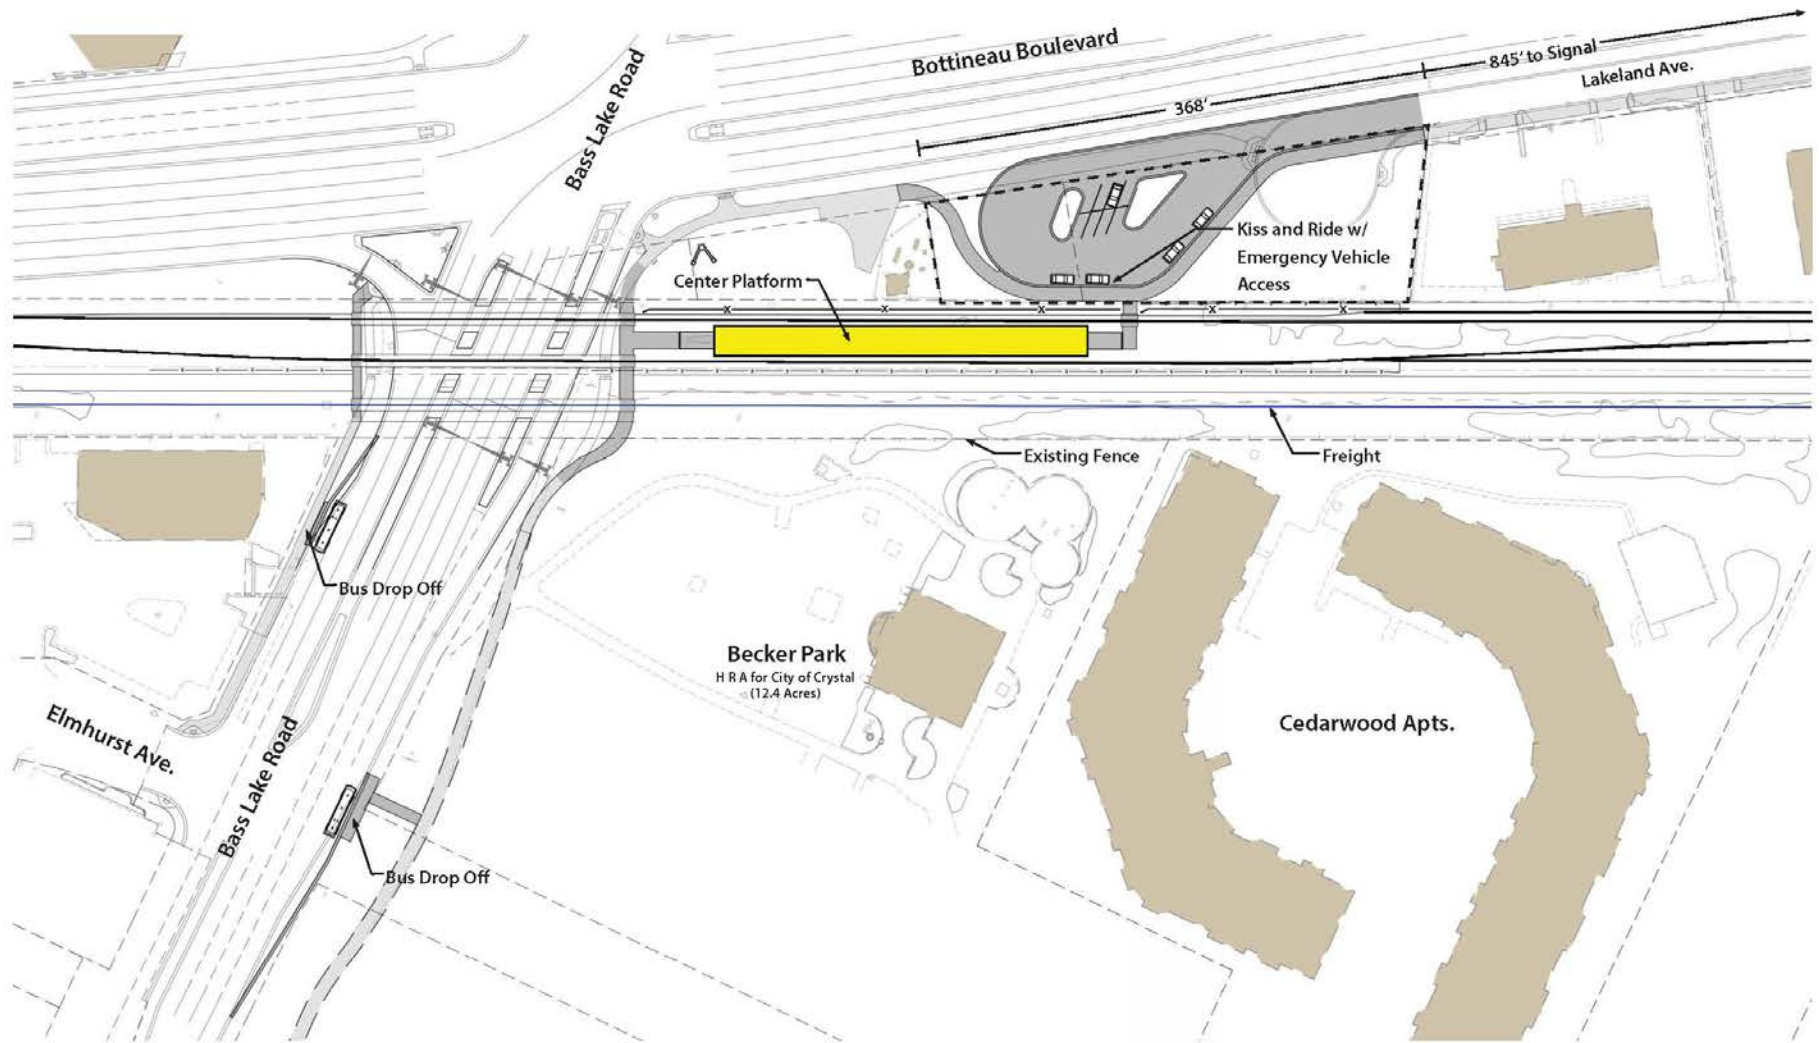 Bottineau Boulevard
845' to Signal
Lakeland Ave.
368'
Bass Lake Road
Kiss and Ride w/
Emergency Vehicle
Access
Center Platform
x x x x x
Existing Fence
Freight
Bus Drop Off
Becker Park
H R A for City of Crystal
(12.4 Acres)
Cedarwood Apts.
Elmhurst Ave.
Bass Lake Road
Bus Drop Off